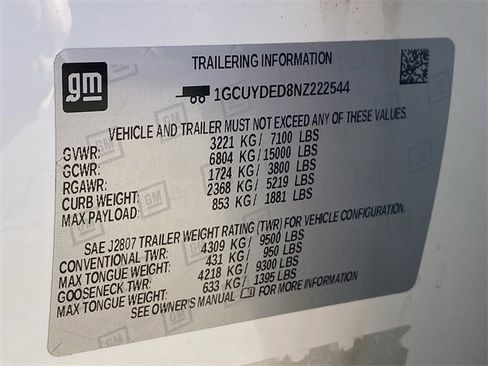 TRAILERING INFORMATION
gm
1GCUYDED8NZ222544
VEHICLE AND TRAILER MUST NOT EXCEED ANY OF THESE VALUES.
GVWR: 3221 KG / 7100 LBS
GCWR: 6804 KG / 15000 LBS
RGAWR: 1724 KG / 3800 LBS
CURB WEIGHT: 2368 KG / 5219 LBS
MAX PAYLOAD: 853 KG / 1881 LBS
SAE J2807 TRAILER WEIGHT RATING (TWR) FOR VEHICLE CONFIGURATION.
CONVENTIONAL TWR: 4309 KG / 9500 LBS
MAX TONGUE WEIGHT: 431 KG / 950 LBS
GOOSENECK TWR: 4218 KG / 9300 LBS
MAX TONGUE WEIGHT: 633 KG / 1395 LBS
SEE OWNER'S MANUAL FOR MORE INFORMATION